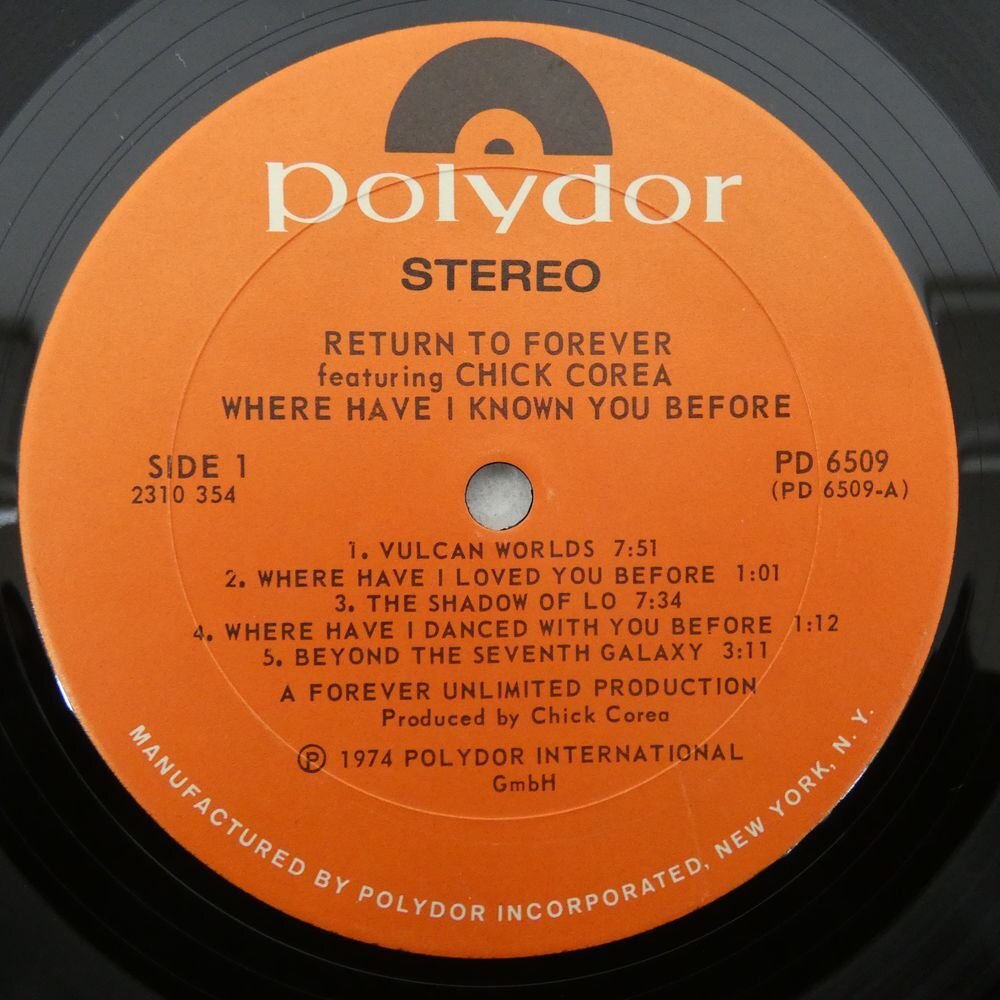 polydor
STEREO
RETURN TO FOREVER
featuring CHICK COREA
WHERE HAVE I KNOWN YOU BEFORE
SIDE 1
2310 354
PD 6509
(PD 6509-A)
1. VULCAN WORLDS 7:51
2. WHERE HAVE I LOVED YOU BEFORE 1:01
3. THE SHADOW OF LO 7:34
4. WHERE HAVE I DANCED WITH YOU BEFORE 1:12
5. BEYOND THE SEVENTH GALAXY 3:11
A FOREVER UNLIMITED PRODUCTION
Produced by Chick Corea
℗ 1974 POLYDOR INTERNATIONAL
GmbH
MANUFACTURED BY POLYDOR INCORPORATED, NEW YORK, N. Y.